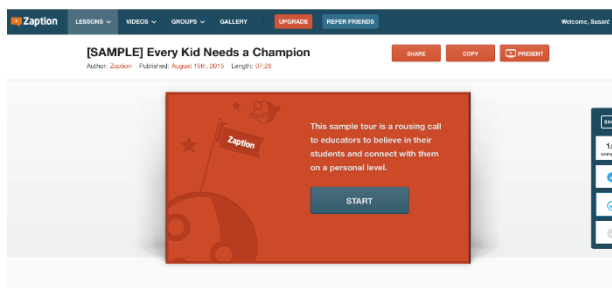 Zaption LESSONS VIDEOS GROUPS GALLERY UPGRADE REFER FRIENDS Welcome, Susan!
[SAMPLE] Every Kid Needs a Champion
SHARE COPY PRESENT
Author: Zaption Published: August 15th, 2015 Length: 07:29
Zaption
This sample tour is a rousing call
to educators to believe in their
students and connect with them
on a personal level.
START